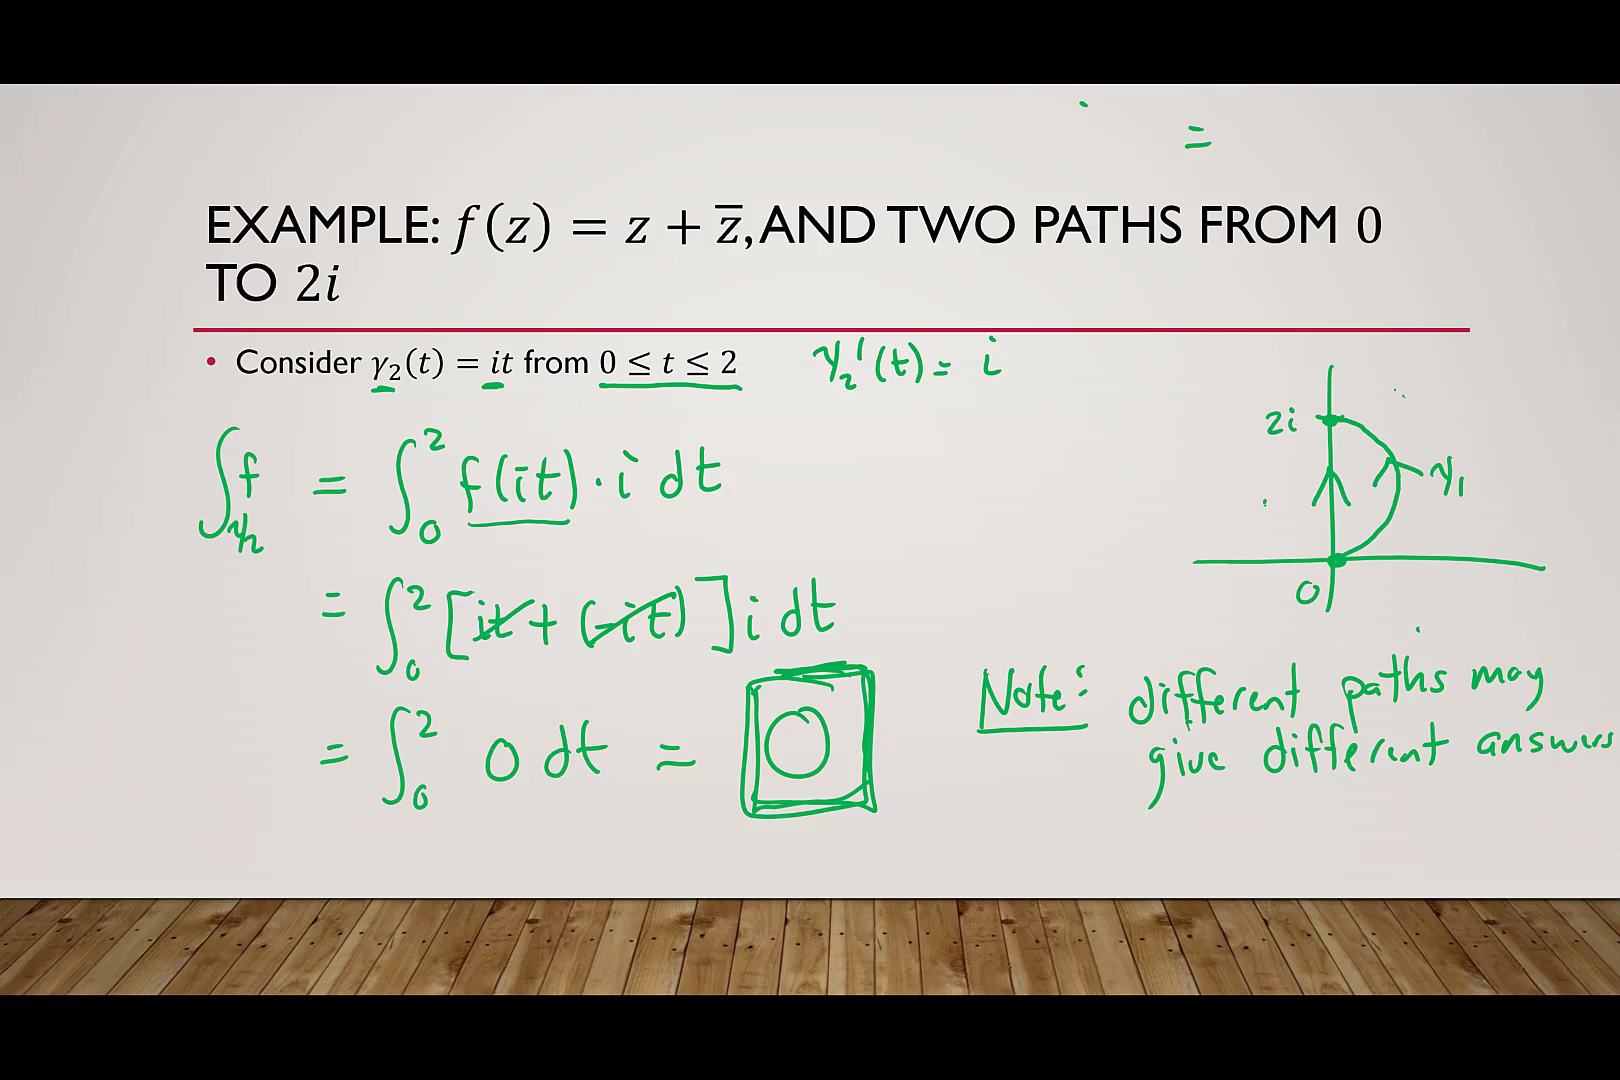 =
EXAMPLE: f(z) = z + z̅, AND TWO PATHS FROM 0
TO 2i
• Consider γ₂(t) = it from 0 ≤ t ≤ 2 γ₂'(t) = i
∫_γ₂ f = ∫₀² f(it) · i dt
= ∫₀² [it + (-it)] i dt
= ∫₀² 0 dt = 0
2i
γ₁
0
Note: different paths may
give different answers